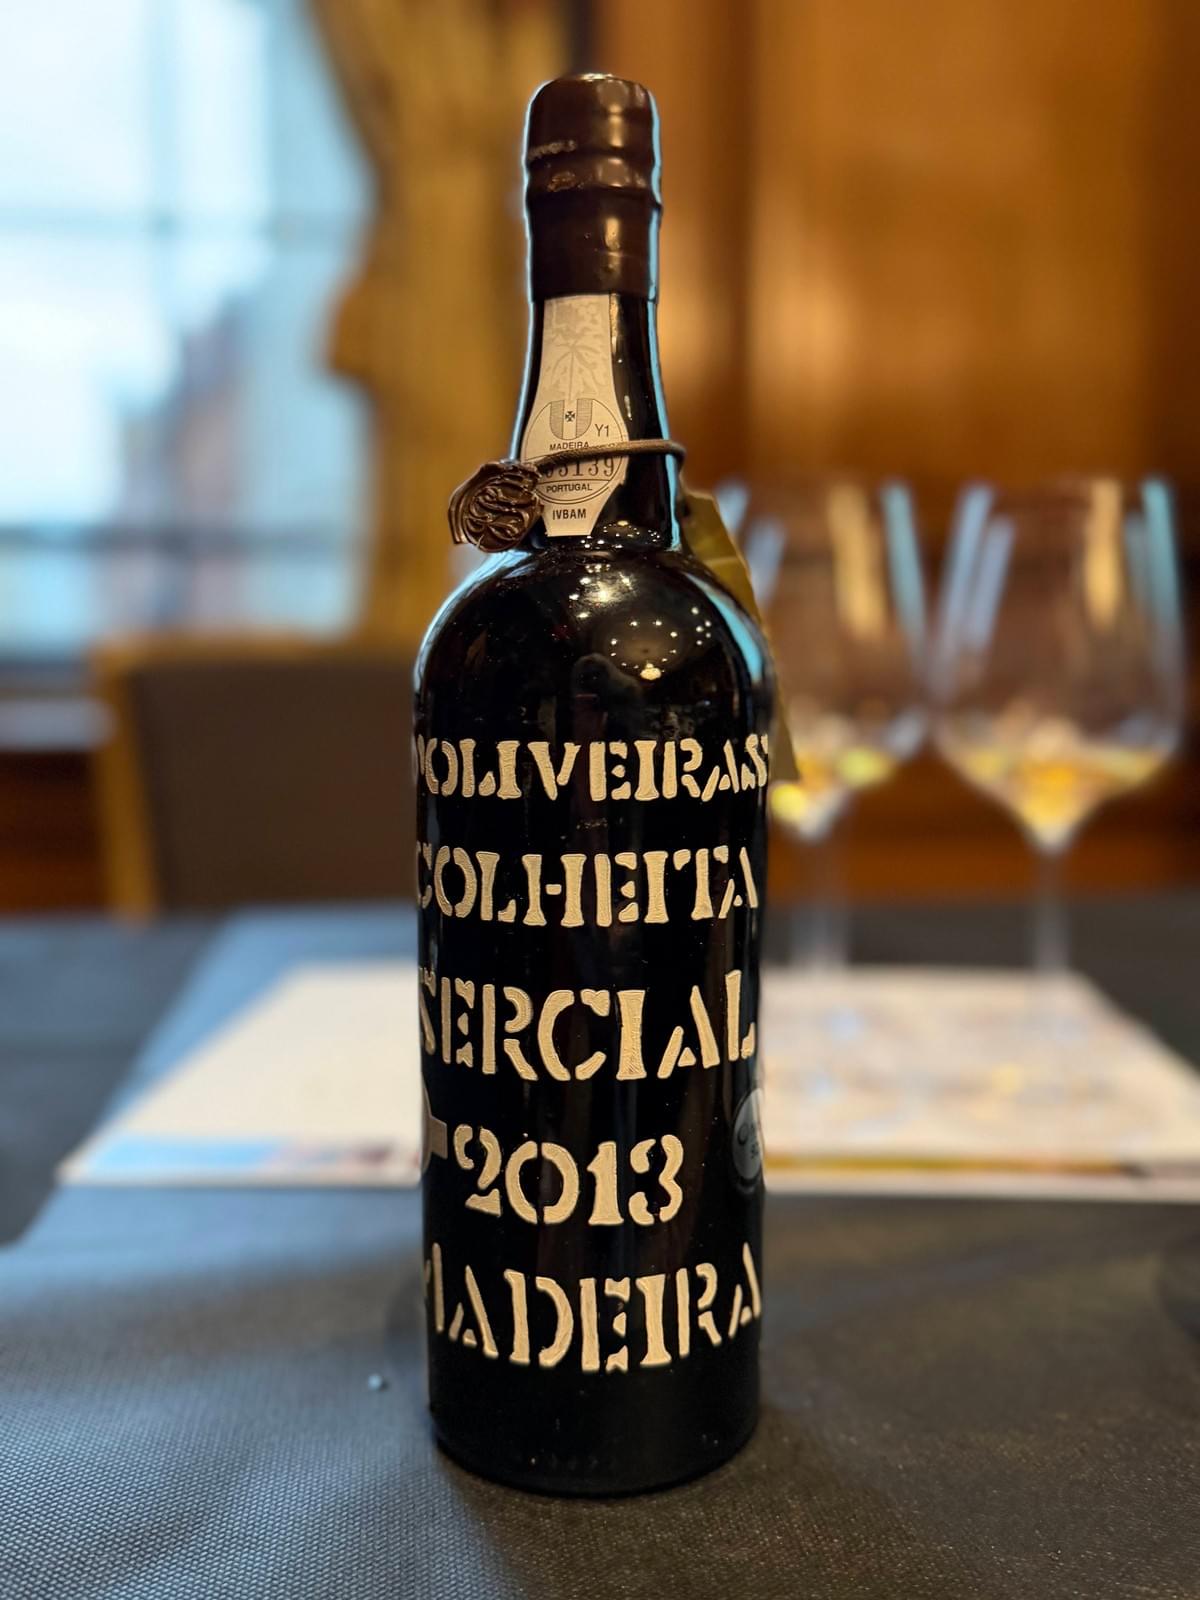 Y1
MADEIRA
PORTUGAL
IVBAM
D'OLIVEIRAS
COLHEITA
SERCIAL
2013
MADEIRA